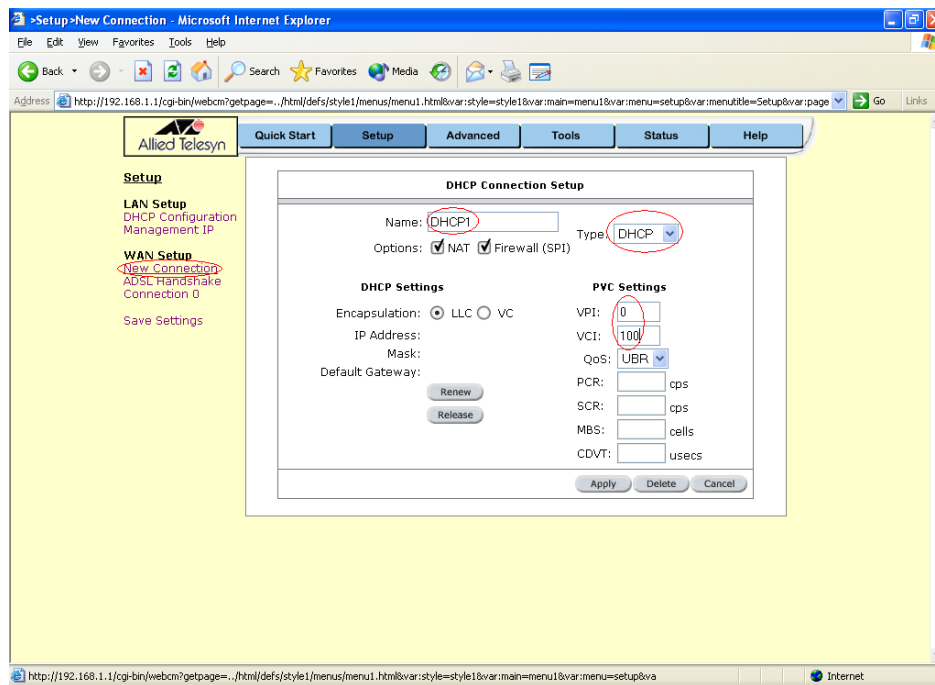 >Setup>New Connection - Microsoft Internet Explorer
File Edit View Favorites Tools Help
Back Search Favorites Media
Address http://192.168.1.1/cgi-bin/webcm?getpage=../html/defs/style1/menus/menu1.html&var:style=style1&var:main=menu1&var:menu=setup&var:menutitle=Setup&var:page Go Links
Allied Telesyn
Quick Start Setup Advanced Tools Status Help
Setup
LAN Setup
DHCP Configuration
Management IP
WAN Setup
New Connection
ADSL Handshake
Connection 0
Save Settings
DHCP Connection Setup
Name: DHCP1
Type: DHCP
Options: NAT Firewall (SPI)
DHCP Settings
Encapsulation: LLC VC
IP Address:
Mask:
Default Gateway:
Renew
Release
PVC Settings
VPI: 0
VCI: 100
QoS: UBR
PCR: cps
SCR: cps
MBS: cells
CDVT: usecs
Apply Delete Cancel
http://192.168.1.1/cgi-bin/webcm?getpage=../html/defs/style1/menus/menu1.html&var:style=style1&var:main=menu1&var:menu=setup&va Internet